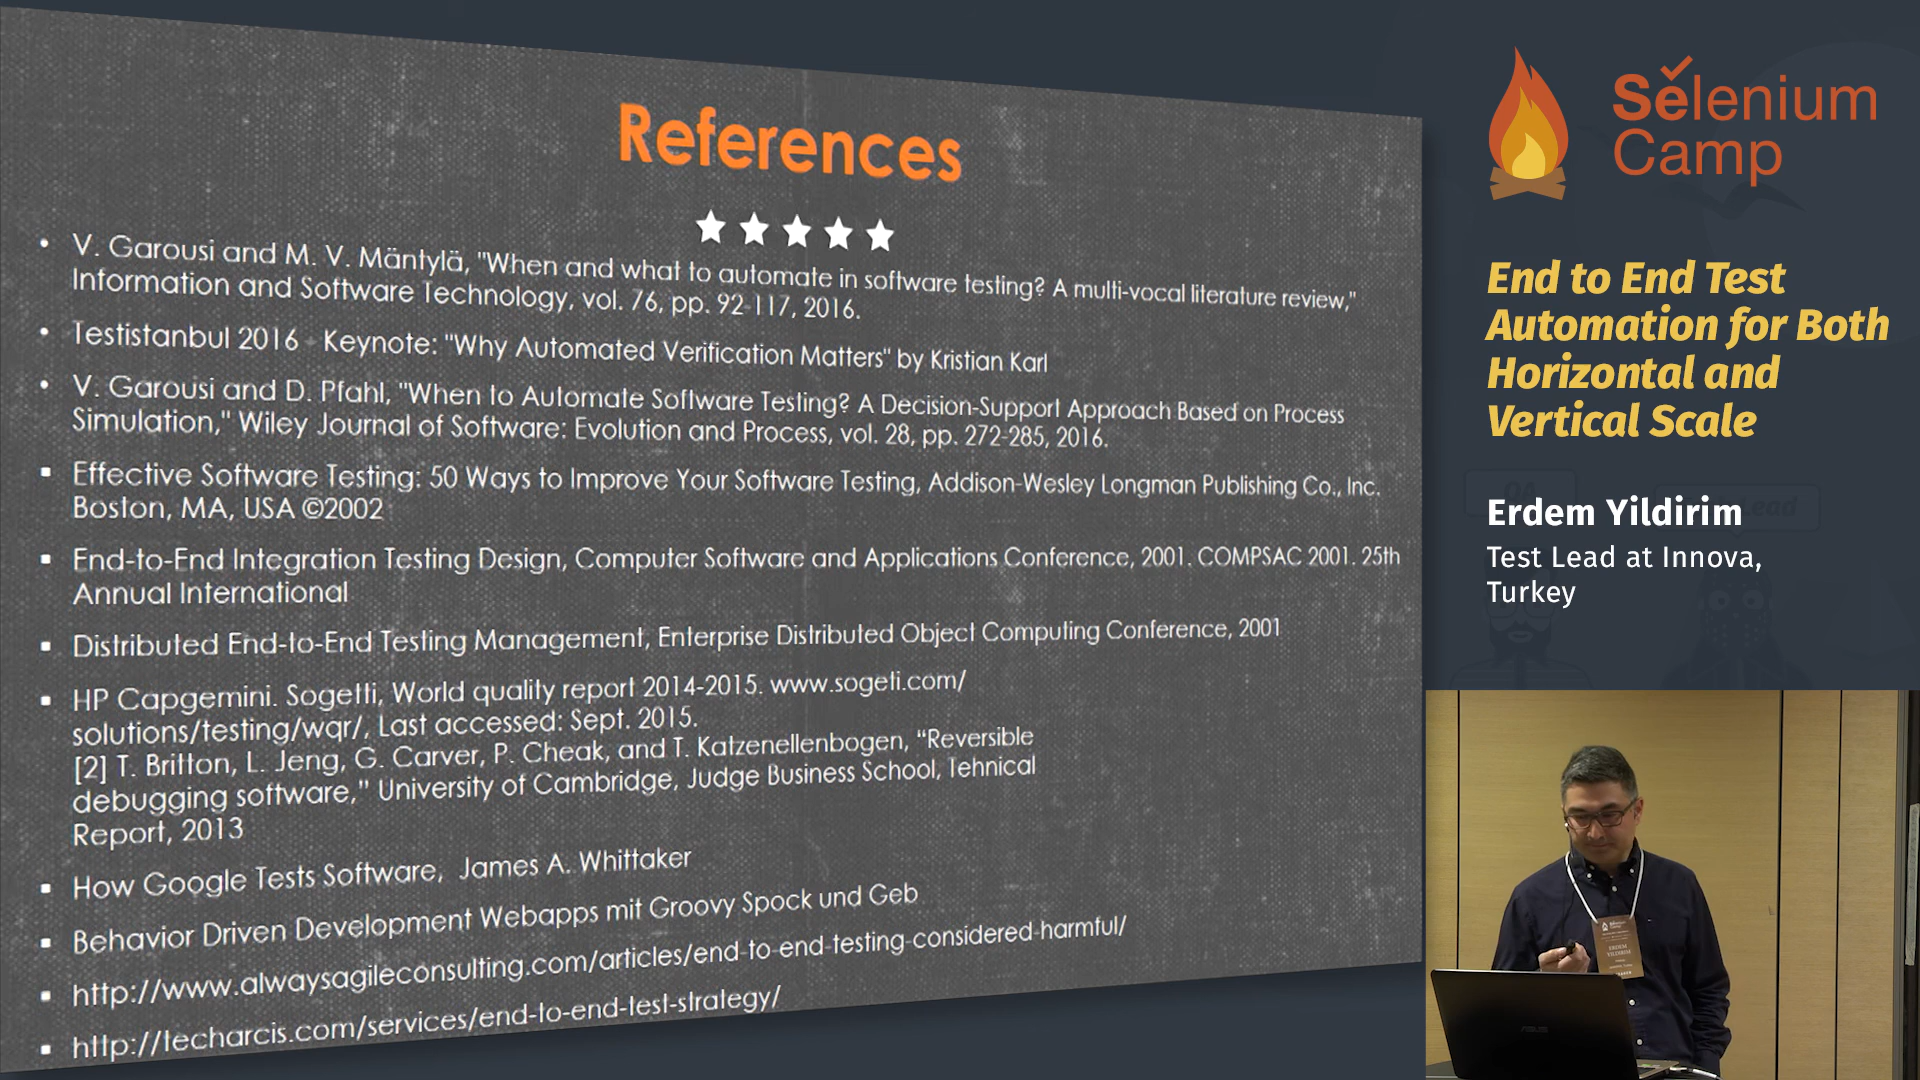 References
V. Garousi and M. V. Mäntylä, "When and what to automate in software testing? A multi-vocal literature review,"
Information and Software Technology, vol. 76, pp. 92-117, 2016.
Testistanbul 2016 - Keynote: "Why Automated Verification Matters" by Kristian Karl
V. Garousi and D. Pfahl, "When to Automate Software Testing? A Decision-Support Approach Based on Process
Simulation," Wiley Journal of Software: Evolution and Process, vol. 28, pp. 272-285, 2016.
Effective Software Testing: 50 Ways to Improve Your Software Testing, Addison-Wesley Longman Publishing Co., Inc.
Boston, MA, USA ©2002
End-to-End Integration Testing Design, Computer Software and Applications Conference, 2001. COMPSAC 2001. 25th
Annual International
Distributed End-to-End Testing Management, Enterprise Distributed Object Computing Conference, 2001
HP Capgemini. Sogetti, World quality report 2014-2015. www.sogeti.com/
solutions/testing/wqr/, Last accessed: Sept. 2015.
[2] T. Britton, L. Jeng, G. Carver, P. Cheak, and T. Katzenellenbogen, “Reversible
debugging software,” University of Cambridge, Judge Business School, Tehnical
Report, 2013
How Google Tests Software, James A. Whittaker
Behavior Driven Development Webapps mit Groovy Spock und Geb
http://www.alwaysagileconsulting.com/articles/end-to-end-testing-considered-harmful/
http://techarcis.com/services/end-to-end-test-strategy/
Selenium
Camp
End to End Test
Automation for Both
Horizontal and
Vertical Scale
Erdem Yildirim
Test Lead at Innova,
Turkey
ERDEM
YILDIRIM
ASUS